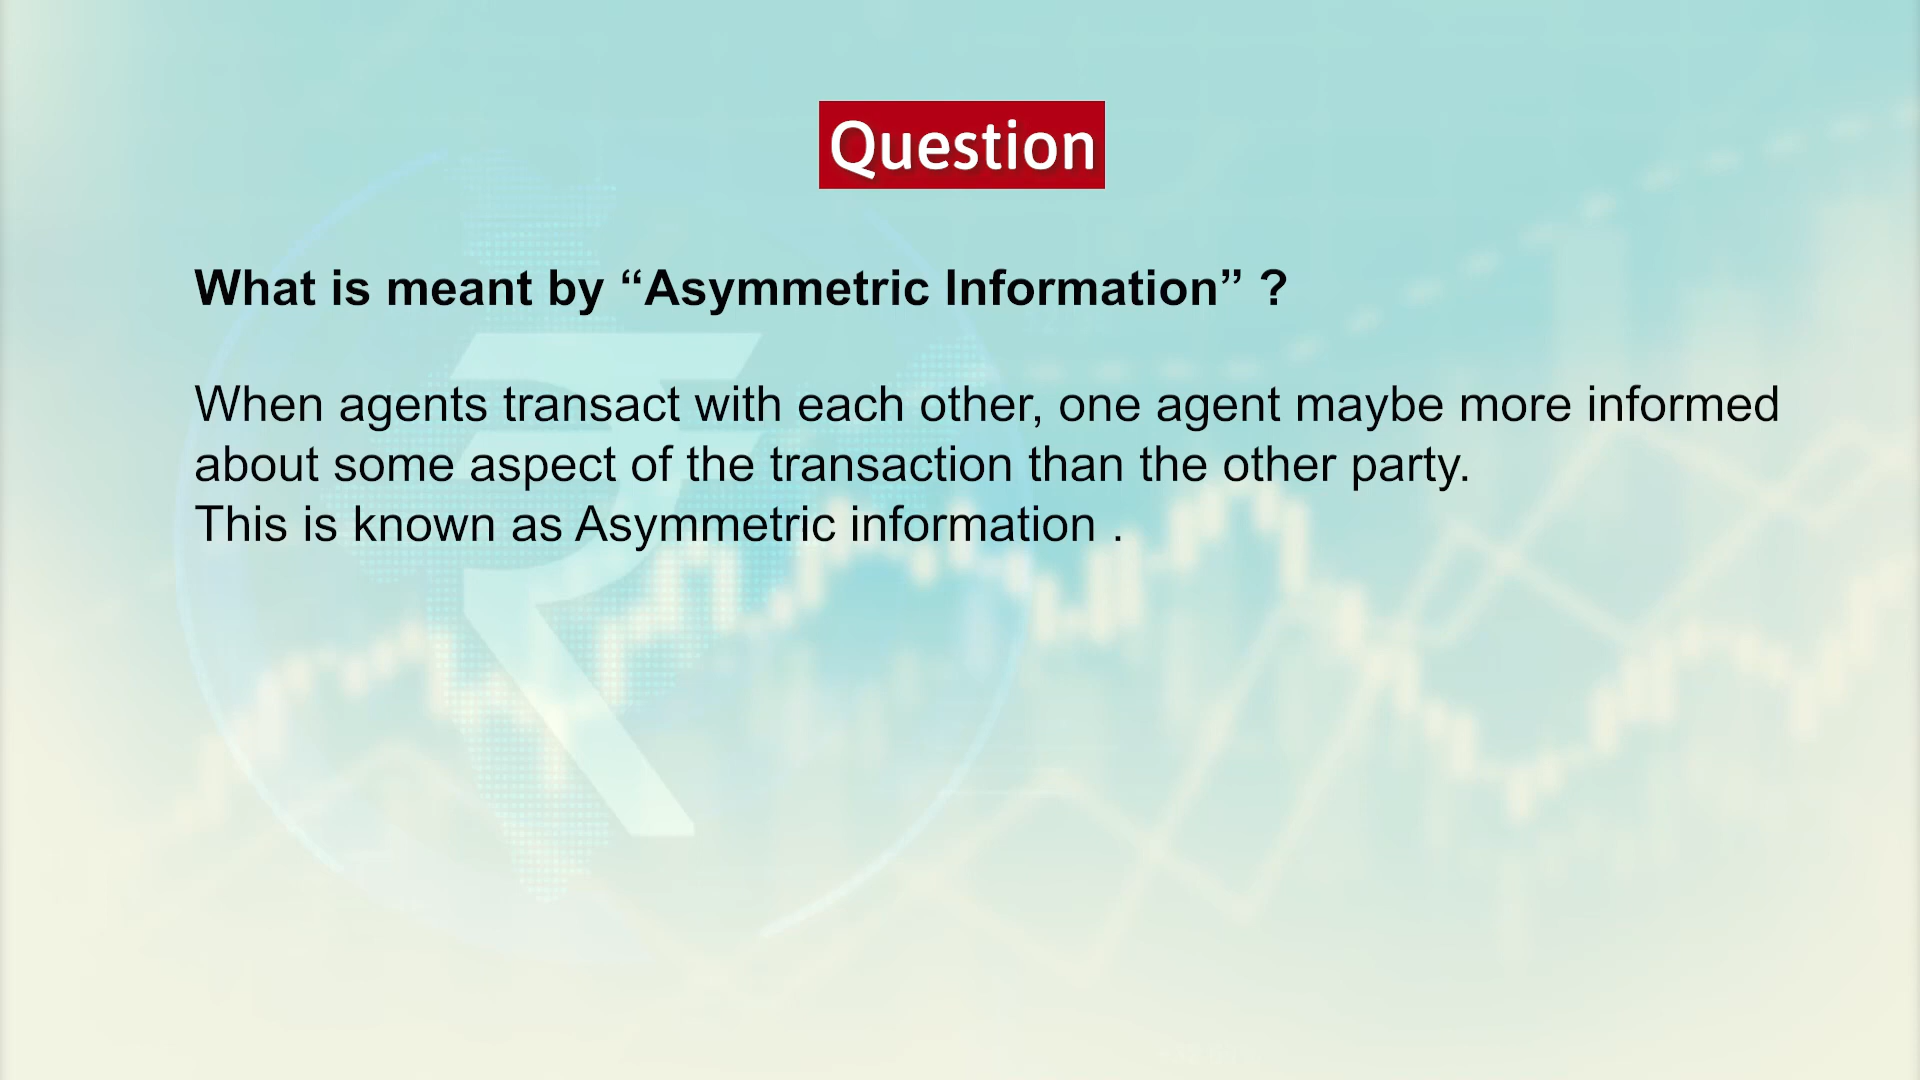 Question
What is meant by “Asymmetric Information” ?
When agents transact with each other, one agent maybe more informed
about some aspect of the transaction than the other party.
This is known as Asymmetric information .